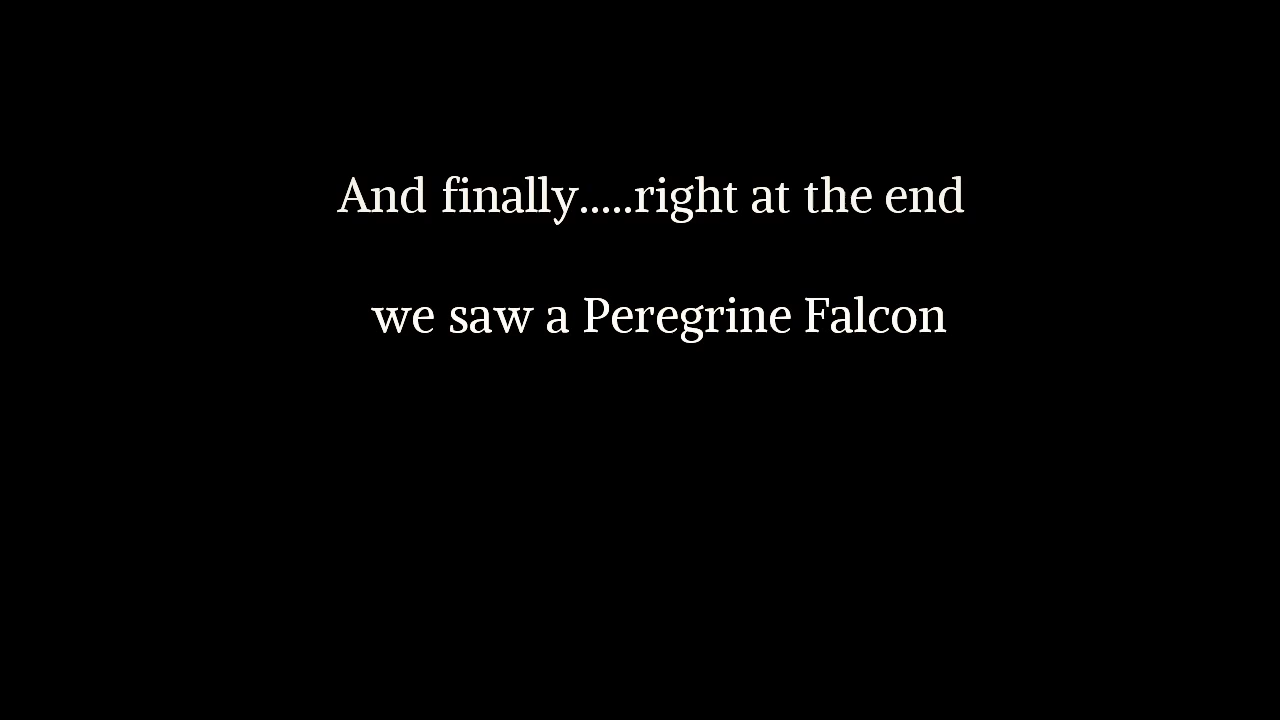 And finally.....right at the end
we saw a Peregrine Falcon